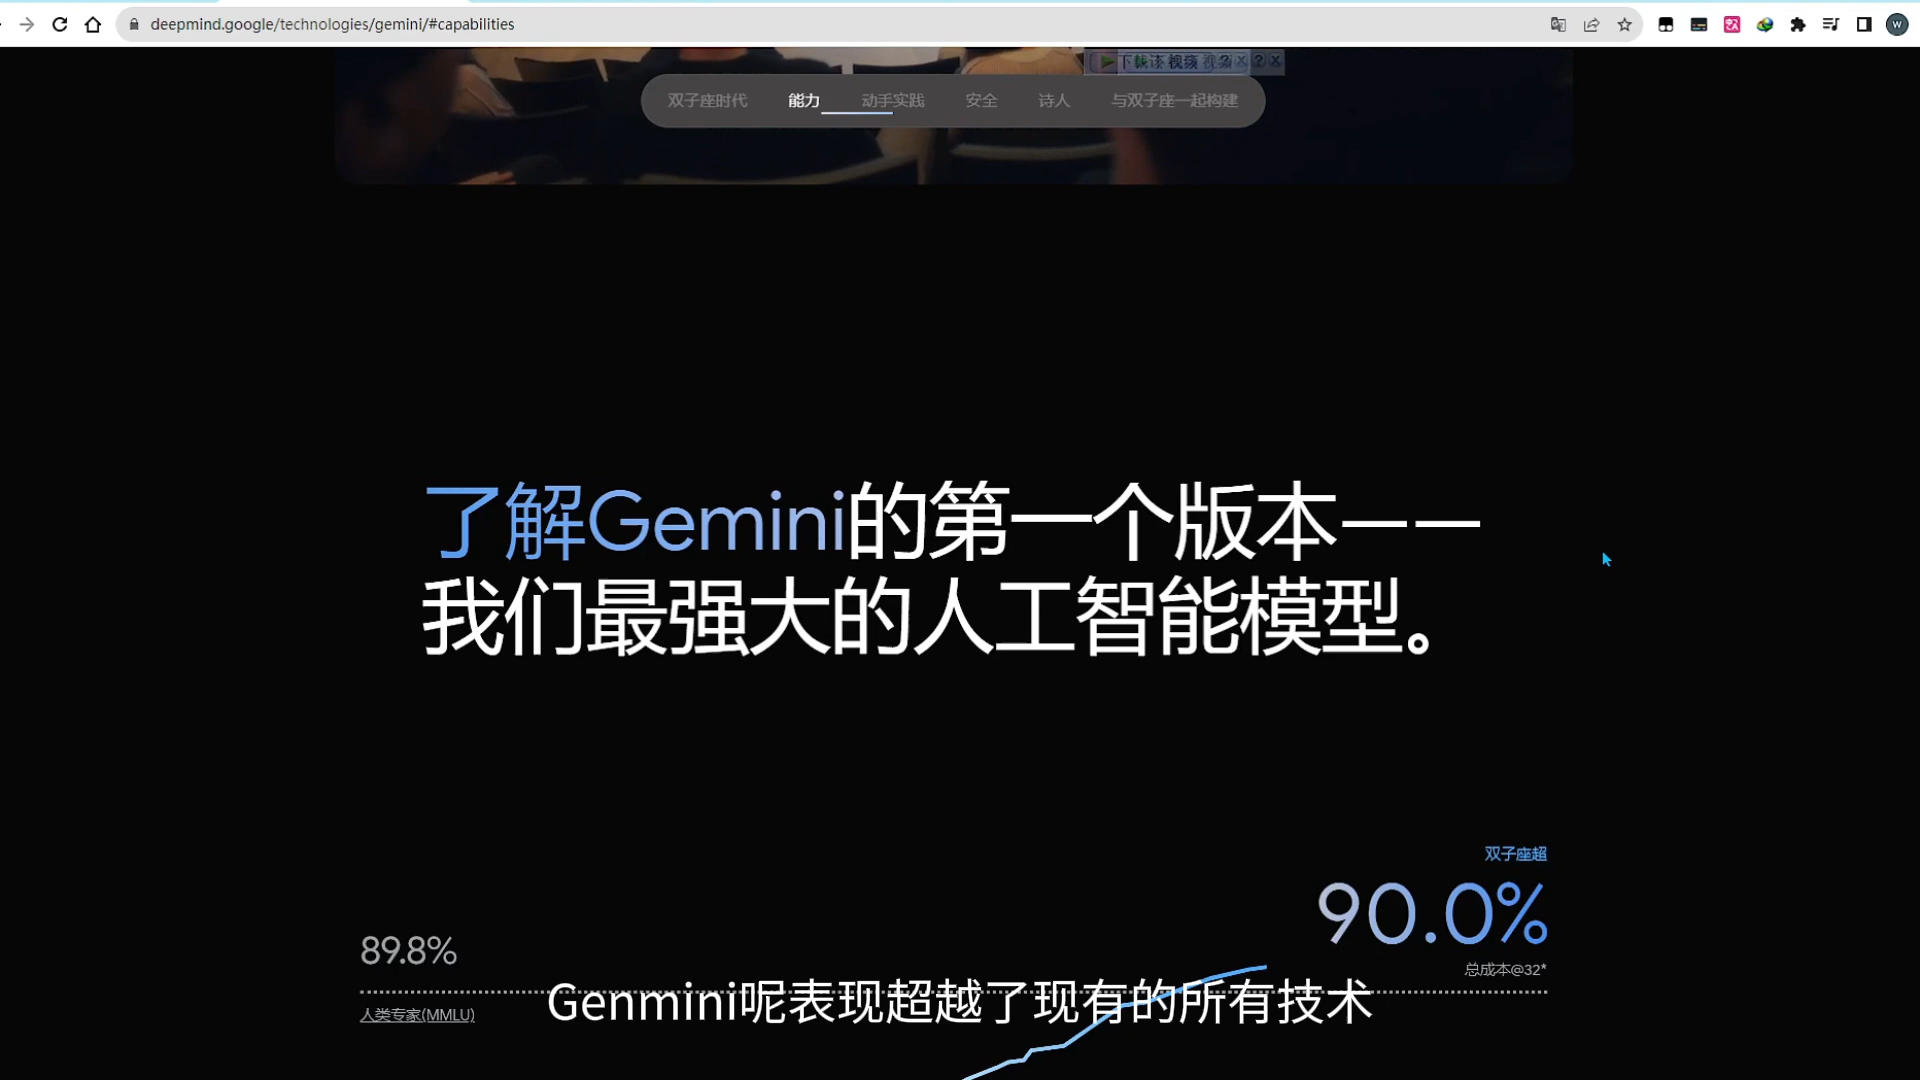 deepmind.google/technologies/gemini/#capabilities
W
双子座时代 能力 动手实践 安全 诗人 与双子座一起构建
了解Gemini的第一个版本——
我们最强大的人工智能模型。
双子座超
90.0%
89.8%
总成本@32*
人类专家(MMLU)
Genmini呢表现超越了现有的所有技术